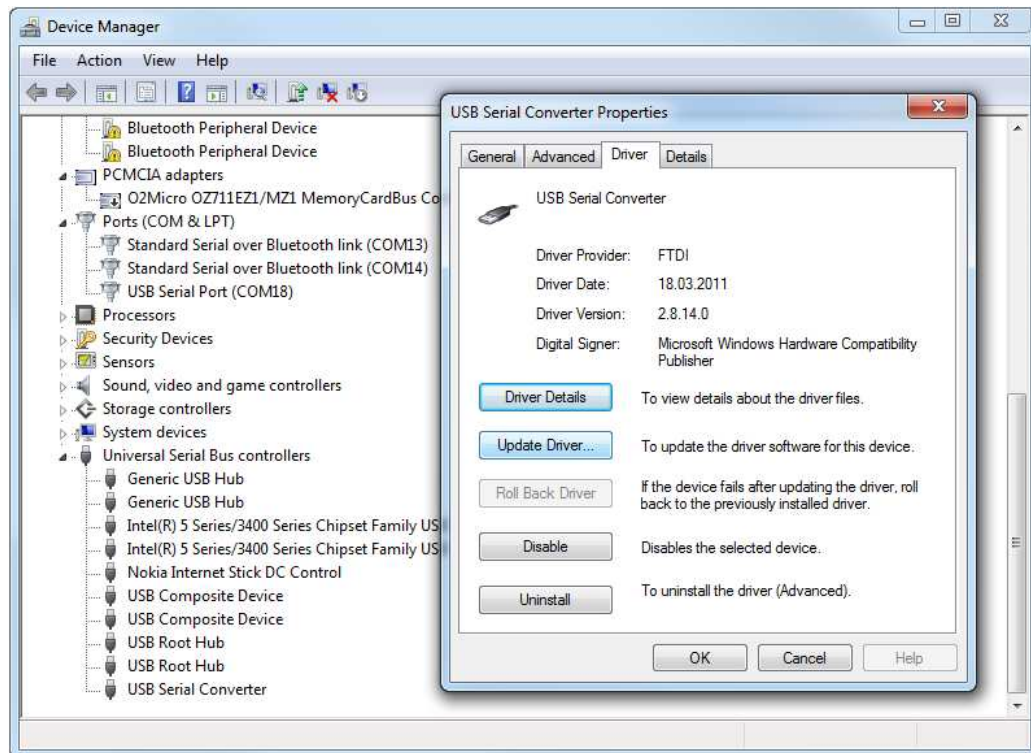 Device Manager
File Action View Help
Bluetooth Peripheral Device
Bluetooth Peripheral Device
PCMCIA adapters
O2Micro OZ711EZ1/MZ1 MemoryCardBus Co
Ports (COM & LPT)
Standard Serial over Bluetooth link (COM13)
Standard Serial over Bluetooth link (COM14)
USB Serial Port (COM18)
Processors
Security Devices
Sensors
Sound, video and game controllers
Storage controllers
System devices
Universal Serial Bus controllers
Generic USB Hub
Generic USB Hub
Intel(R) 5 Series/3400 Series Chipset Family US
Intel(R) 5 Series/3400 Series Chipset Family US
Nokia Internet Stick DC Control
USB Composite Device
USB Composite Device
USB Root Hub
USB Root Hub
USB Serial Converter
USB Serial Converter Properties
General Advanced Driver Details
USB Serial Converter
Driver Provider: FTDI
Driver Date: 18.03.2011
Driver Version: 2.8.14.0
Digital Signer: Microsoft Windows Hardware Compatibility
Publisher
Driver Details To view details about the driver files.
Update Driver... To update the driver software for this device.
Roll Back Driver If the device fails after updating the driver, roll
back to the previously installed driver.
Disable Disables the selected device.
Uninstall To uninstall the driver (Advanced).
OK Cancel Help